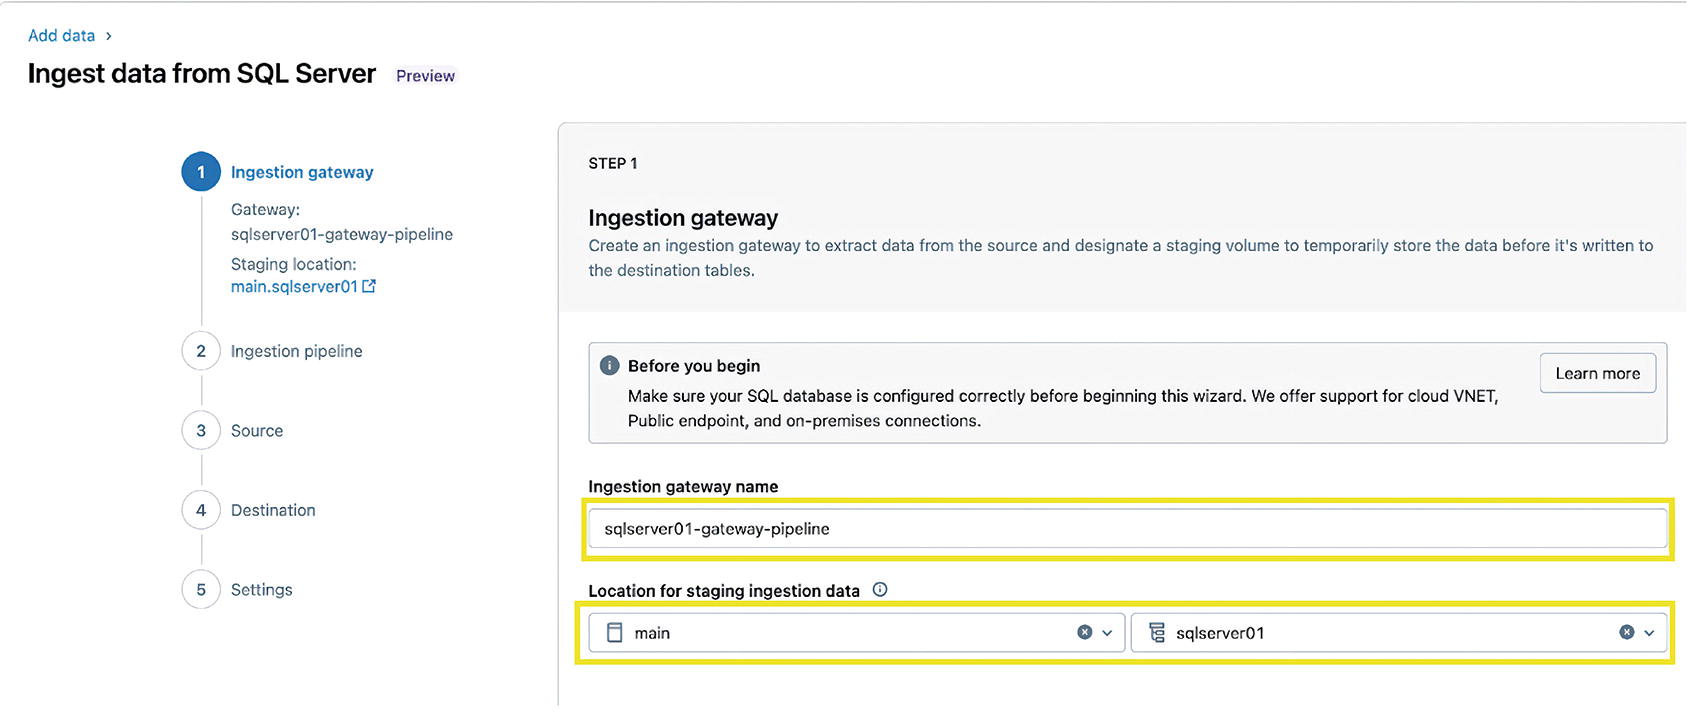 Add data ›
Ingest data from SQL Server Preview
1 Ingestion gateway
Gateway:
sqlserver01-gateway-pipeline
Staging location:
main.sqlserver01
2 Ingestion pipeline
3 Source
4 Destination
5 Settings
STEP 1
Ingestion gateway
Create an ingestion gateway to extract data from the source and designate a staging volume to temporarily store the data before it's written to
the destination tables.
Before you begin
Learn more
Make sure your SQL database is configured correctly before beginning this wizard. We offer support for cloud VNET,
Public endpoint, and on-premises connections.
Ingestion gateway name
sqlserver01-gateway-pipeline
Location for staging ingestion data
main
sqlserver01